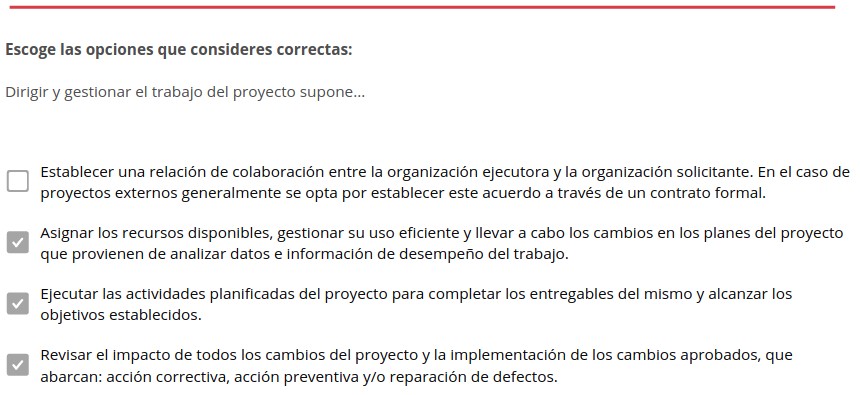 Escoge las opciones que consideres correctas:
Dirigir y gestionar el trabajo del proyecto supone...
Establecer una relación de colaboración entre la organización ejecutora y la organización solicitante. En el caso de
proyectos externos generalmente se opta por establecer este acuerdo a través de un contrato formal.
Asignar los recursos disponibles, gestionar su uso eficiente y llevar a cabo los cambios en los planes del proyecto
que provienen de analizar datos e información de desempeño del trabajo.
Ejecutar las actividades planificadas del proyecto para completar los entregables del mismo y alcanzar los
objetivos establecidos.
Revisar el impacto de todos los cambios del proyecto y la implementación de los cambios aprobados, que
abarcan: acción correctiva, acción preventiva y/o reparación de defectos.